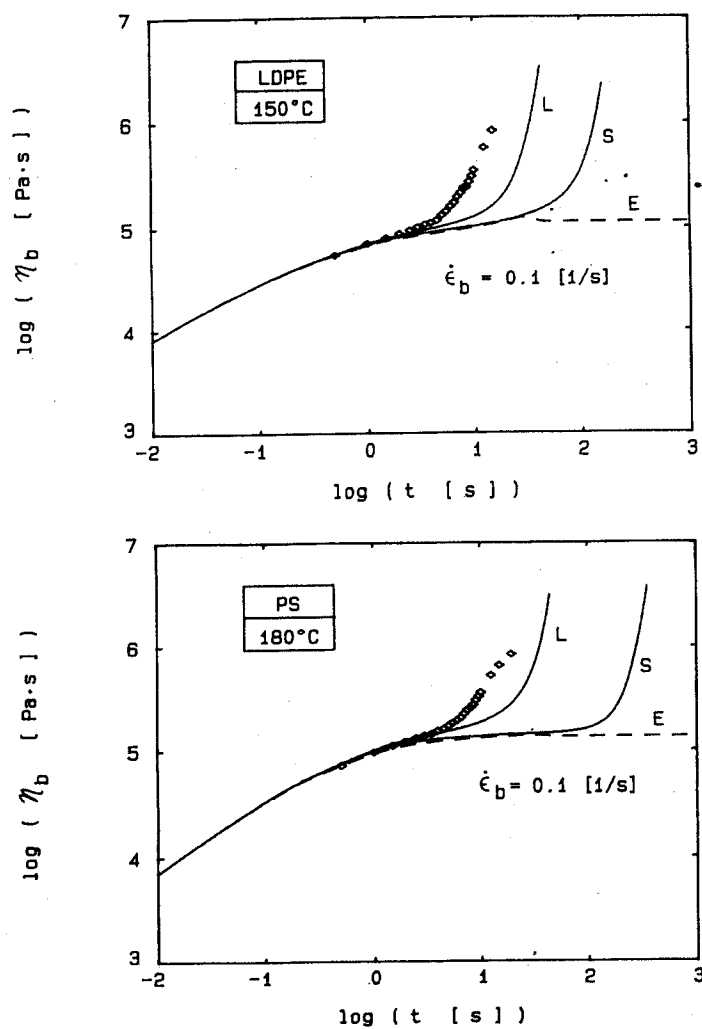 7
6
5
4
3
-2
-1
0
1
2
3
log ( η_b [ Pa·s ] )
log ( t [ s ] )
LDPE
150°C
L
S
E
ε̇_b = 0.1 [1/s]
7
6
5
4
3
-2
-1
0
1
2
3
log ( η_b [ Pa·s ] )
log ( t [ s ] )
PS
180°C
L
S
E
ε̇_b = 0.1 [1/s]